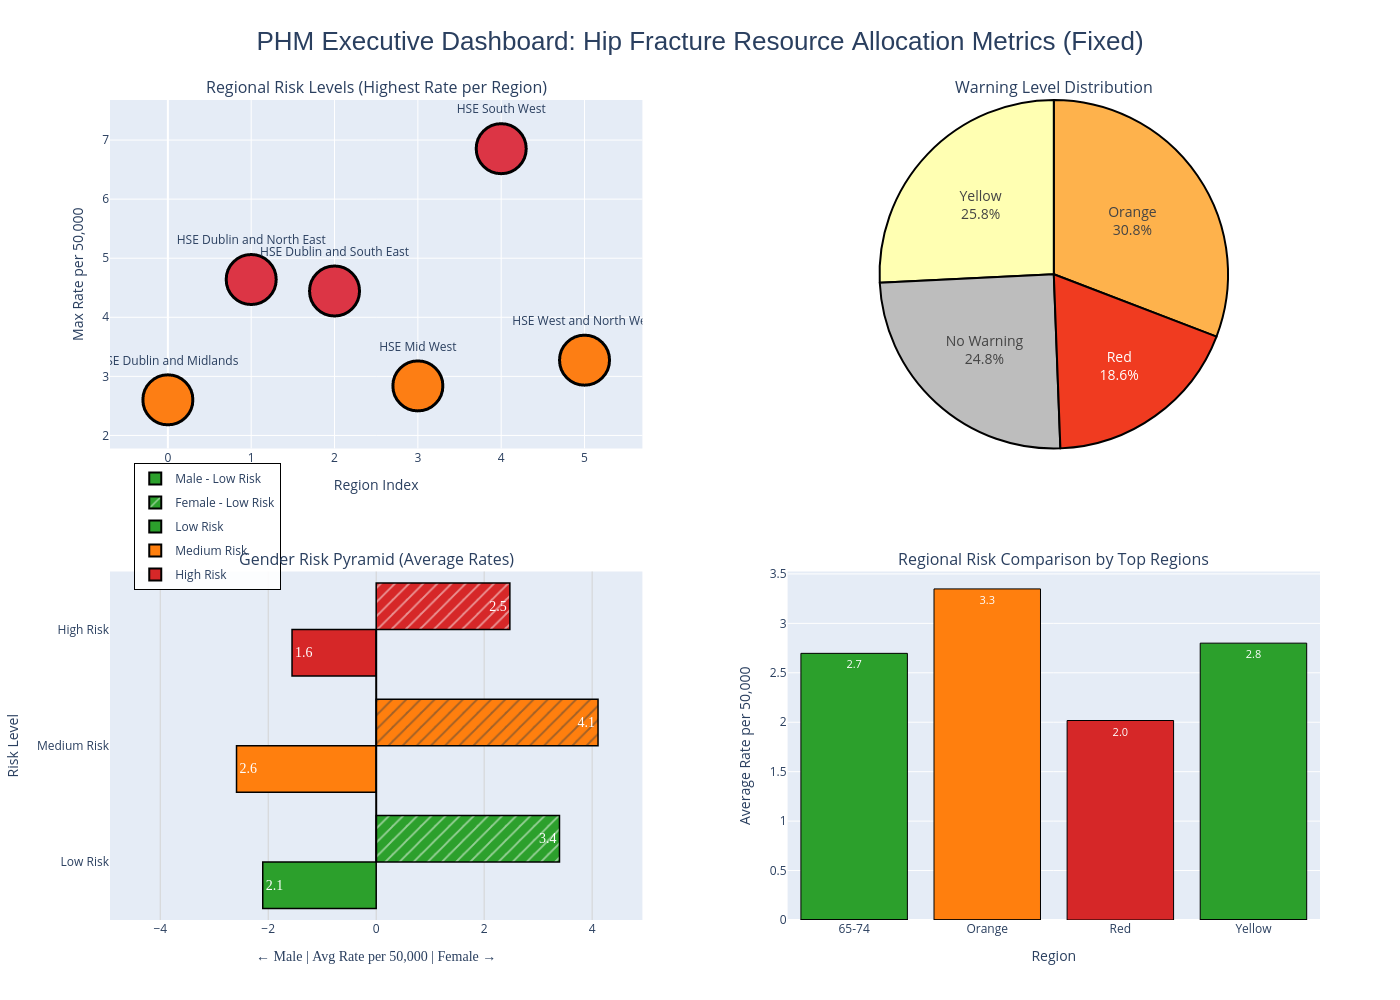 PHM Executive Dashboard: Hip Fracture Resource Allocation Metrics (Fixed)
Regional Risk Levels (Highest Rate per Region)
HSE South West
HSE Dublin and North East
HSE Dublin and South East
HSE West and North We
HSE Mid West
SE Dublin and Midlands
7
6
5
4
3
2
Max Rate per 50,000
0
1
2
3
4
5
Region Index
Warning Level Distribution
Yellow
25.8%
Orange
30.8%
No Warning
24.8%
Red
18.6%
Male - Low Risk
Female - Low Risk
Low Risk
Medium Risk
High Risk
Gender Risk Pyramid (Average Rates)
High Risk
Medium Risk
Low Risk
Risk Level
2.5
1.6
4.1
2.6
3.4
2.1
−4
−2
0
2
4
← Male | Avg Rate per 50,000 | Female →
Regional Risk Comparison by Top Regions
3.5
3
2.5
2
1.5
1
0.5
0
Average Rate per 50,000
2.7
3.3
2.0
2.8
65-74
Orange
Red
Yellow
Region